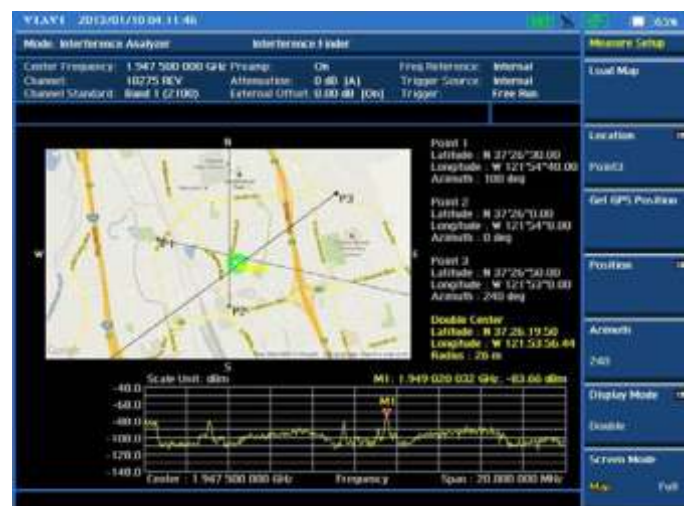 VIAVI 2013/01/10 04:11:46
63%
Mode: Interference Analyzer Interference Finder
Measure Setup
Center Frequency: 1.947 500 000 GHz Preamp: On Freq Reference: Internal
Channel: 10275 REV Attenuation: 0 dB [A] Trigger Source: Internal
Channel Standard: Band 1 (2100) External Offset: 0.00 dB [On] Trigger: Free Run
Load Map
Location
Point3
Get GPS Position
Position
Azimuth
240
Display Mode
Double
Screen Mode
Map Full
N
W
E
S
P1
P2
P3
Google
Point 1
Latitude : N 37°26'30.00
Longitude : W 121°54'40.00
Azimuth : 100 deg
Point 2
Latitude : N 37°26'0.00
Longitude : W 121°54'0.00
Azimuth : 0 deg
Point 3
Latitude : N 37°26'50.00
Longitude : W 121°53'0.00
Azimuth : 240 deg
Double Center
Latitude : N 37.26.19.50
Longitude : W 121.53.56.44
Radius : 26 m
Scale Unit: dBm M1: 1.949 020 032 GHz, -83.66 dBm
M1
-40.0
-60.0
-80.0
-100.0
-120.0
-140.0
Center : 1.947 500 000 GHz Frequency Span : 20.000 000 MHz